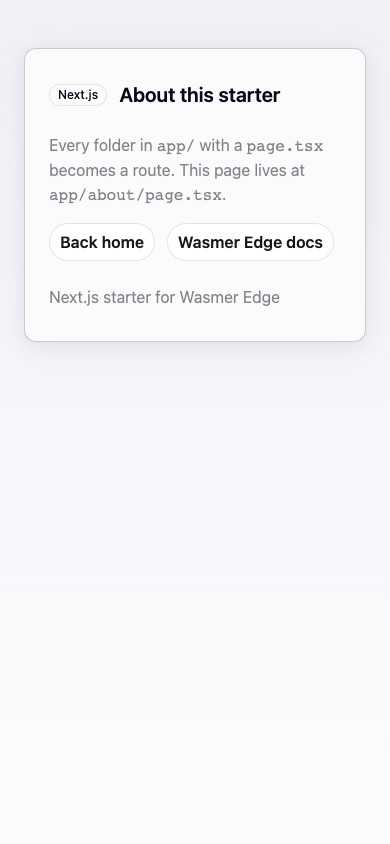 Next.js About this starter
Every folder in app/ with a page.tsx
becomes a route. This page lives at
app/about/page.tsx.
Back home Wasmer Edge docs
Next.js starter for Wasmer Edge